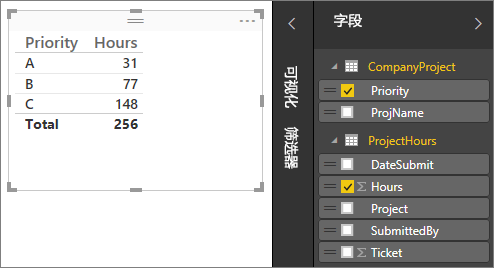 Priority Hours
A 31
B 77
C 148
Total 256
可视化
筛选器
字段
CompanyProject
Priority
ProjName
ProjectHours
DateSubmit
Σ Hours
Project
SubmittedBy
Σ Ticket